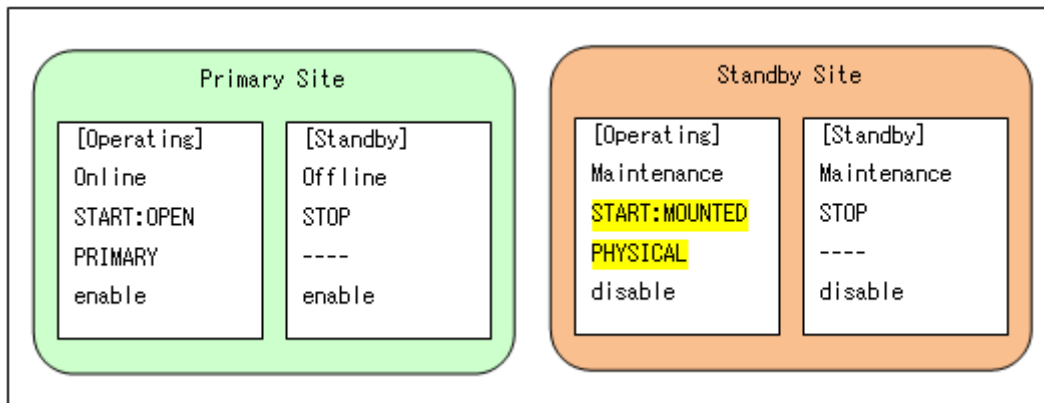 Primary Site
[Operating]
Online
START:OPEN
PRIMARY
enable
[Standby]
Offline
STOP
----
enable
Standby Site
[Operating]
Maintenance
START:MOUNTED
PHYSICAL
disable
[Standby]
Maintenance
STOP
----
disable